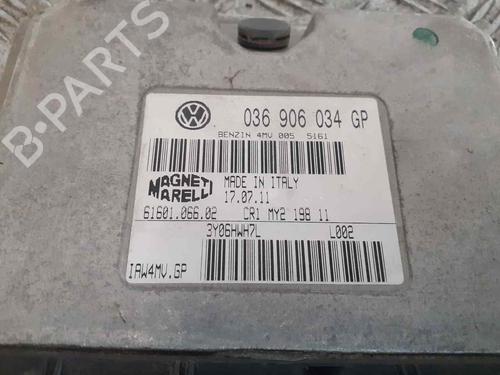 036 906 034 GP
BENZIN 4MV 005 5161
MAGNETI MARELLI
MADE IN ITALY
17.07.11
61601.066.02 CR1 MY2 198 11
3Y06HWH7L L002
IAW4MV.GP
B-PARTS
B-PARTS